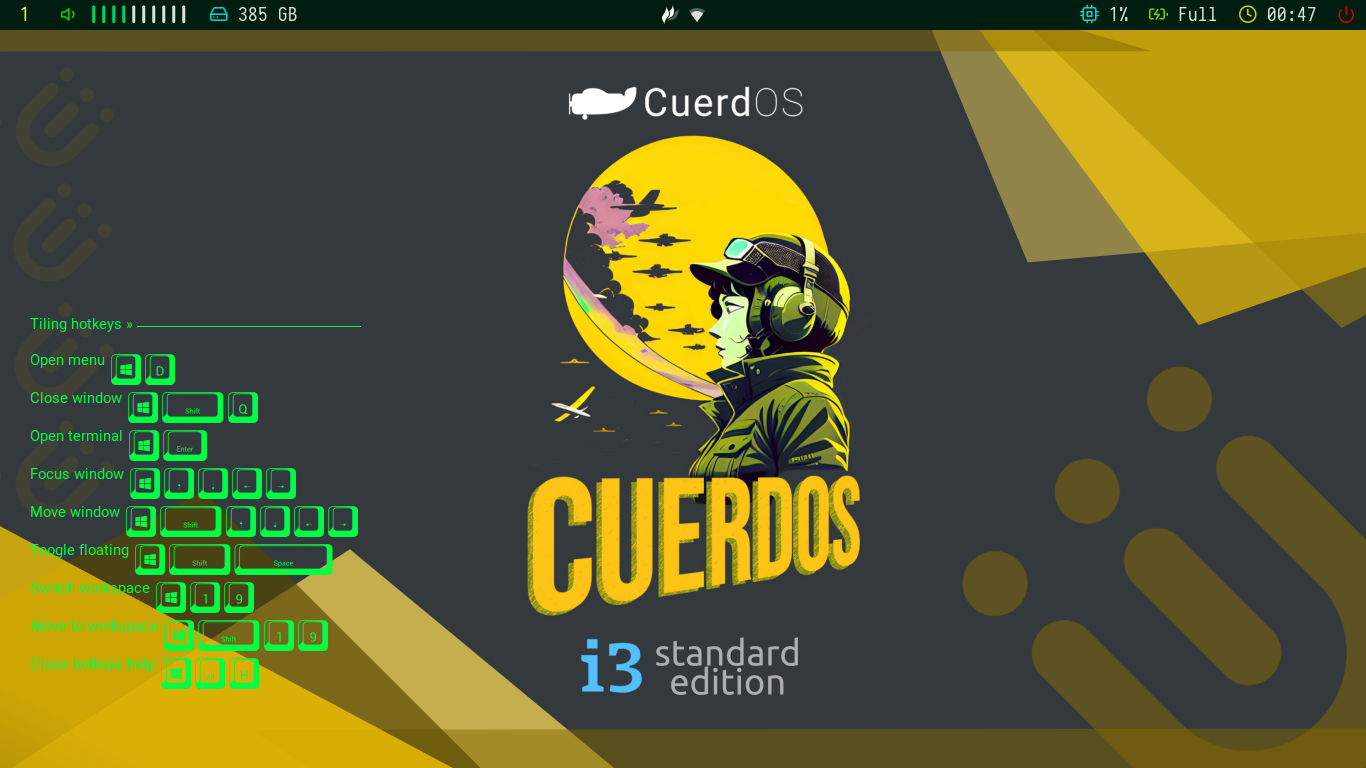 1 385 GB 1% Full 00:47
CuerdOS
Tiling hotkeys »
Open menu D
Close window Shift Q
Open terminal Enter
Focus window ↑ ↓ ← →
Move window Shift ↑ ↓ ← →
Toogle floating Shift Space
Switch workspace 1 9
Move to workspace Shift 1 9
Close hotkeys help H
CUERDOS
i3 standard
edition